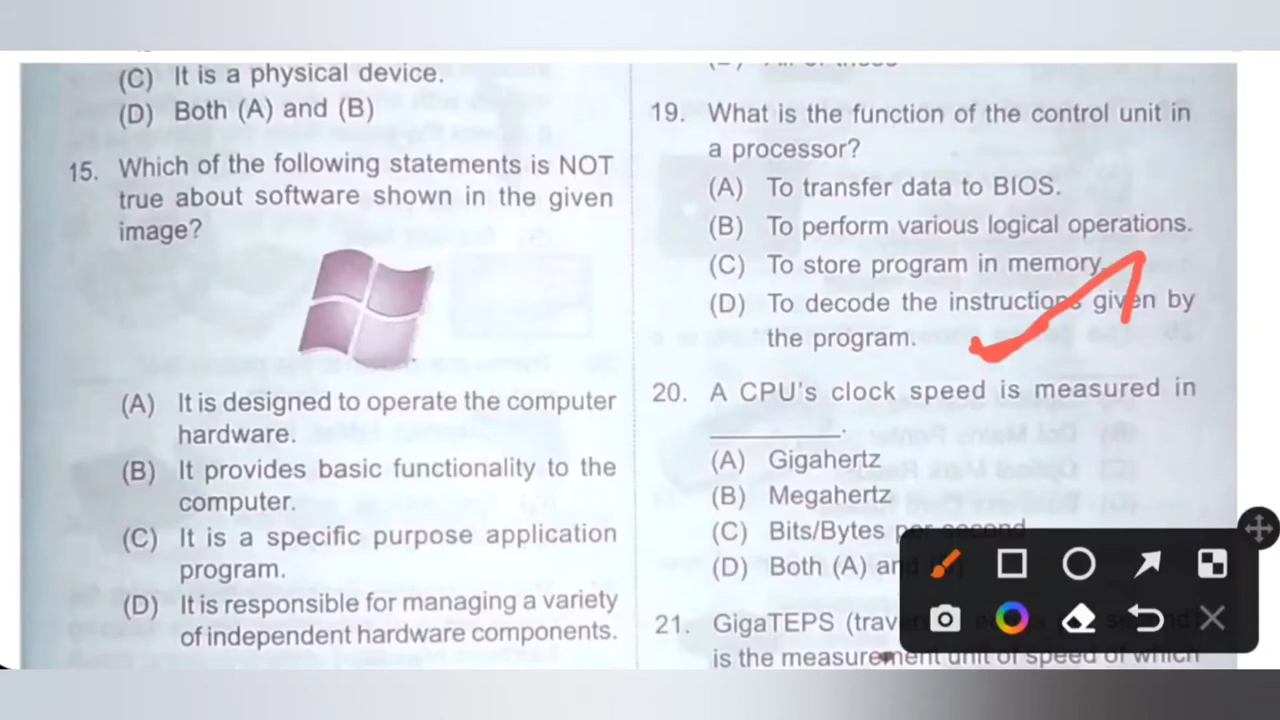 (C) It is a physical device.
(D) Both (A) and (B)
15. Which of the following statements is NOT
true about software shown in the given
image?
(A) It is designed to operate the computer
hardware.
(B) It provides basic functionality to the
computer.
(C) It is a specific purpose application
program.
(D) It is responsible for managing a variety
of independent hardware components.
19. What is the function of the control unit in
a processor?
(A) To transfer data to BIOS.
(B) To perform various logical operations.
(C) To store program in memory.
(D) To decode the instructions given by
the program.
20. A CPU's clock speed is measured in
____________.
(A) Gigahertz
(B) Megahertz
(C) Bits/Bytes per second
(D) Both (A) and
21. GigaTEPS
is the measurement unit of speed of which